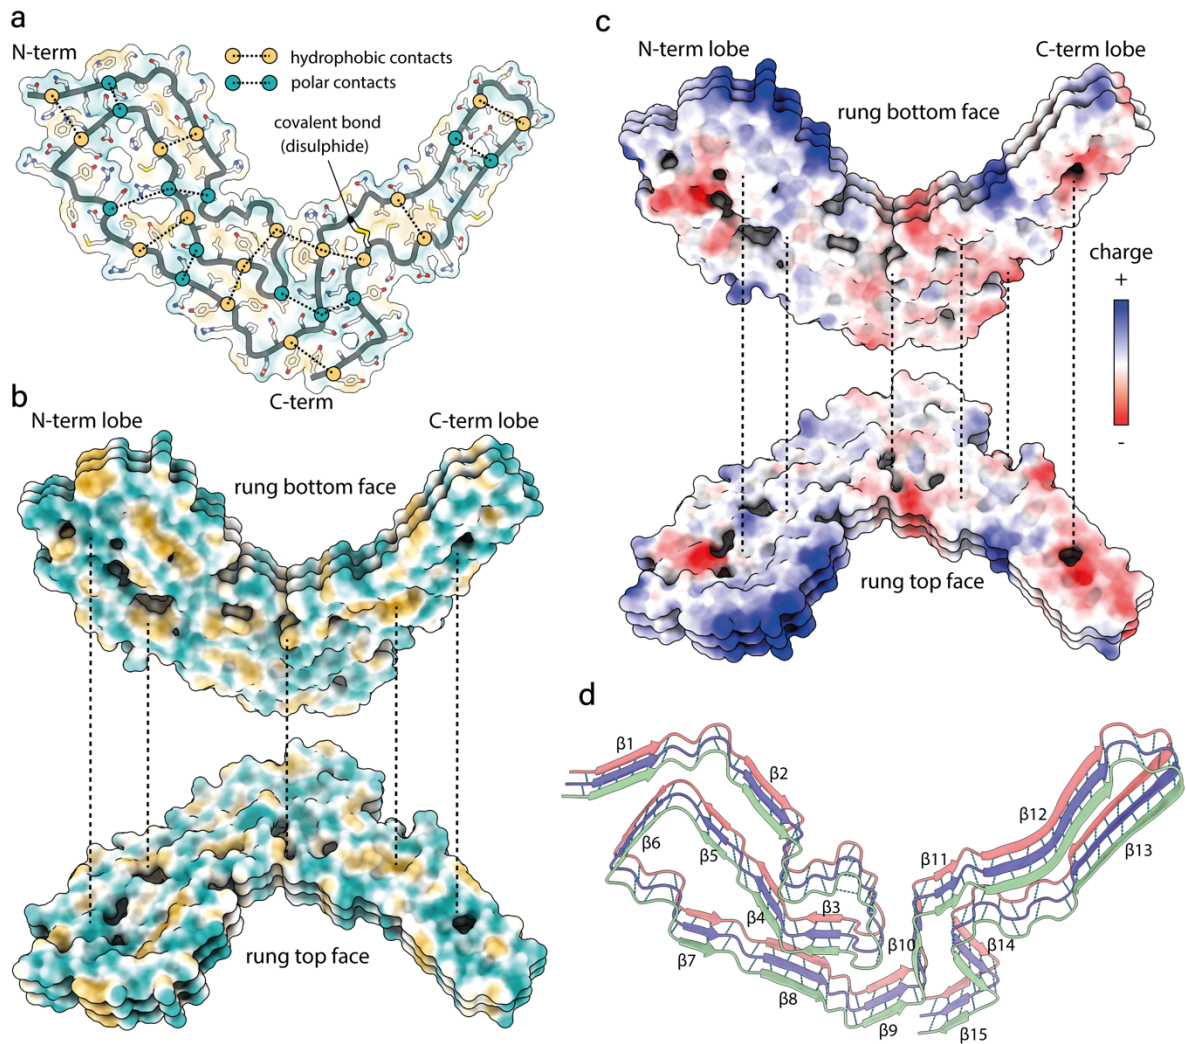 a
N-term
hydrophobic contacts
polar contacts
covalent bond
(disulphide)
C-term
b
N-term lobe
C-term lobe
rung bottom face
rung top face
c
N-term lobe
C-term lobe
rung bottom face
charge
+
-
rung top face
d
β1
β2
β6
β5
β3
β4
β7
β8
β10
β9
β11
β12
β13
β14
β15